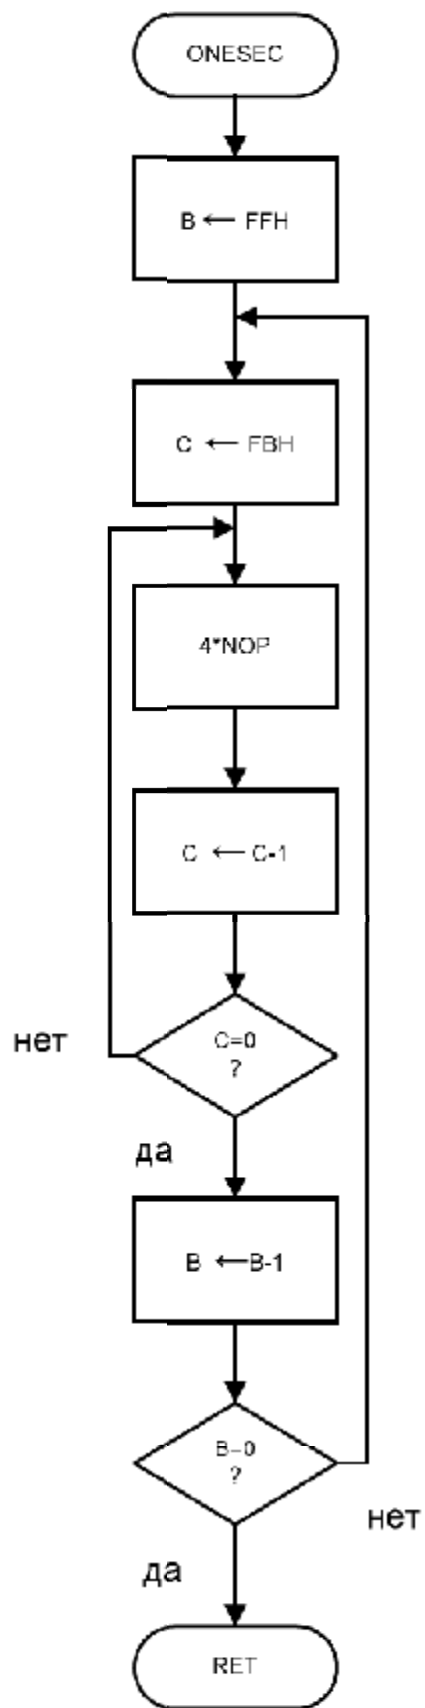 ONESEC
B ← FFH
C ← FBH
4*NOP
C ← C-1
C=0
?
нет
да
B ←B-1
B=0
?
нет
да
RET